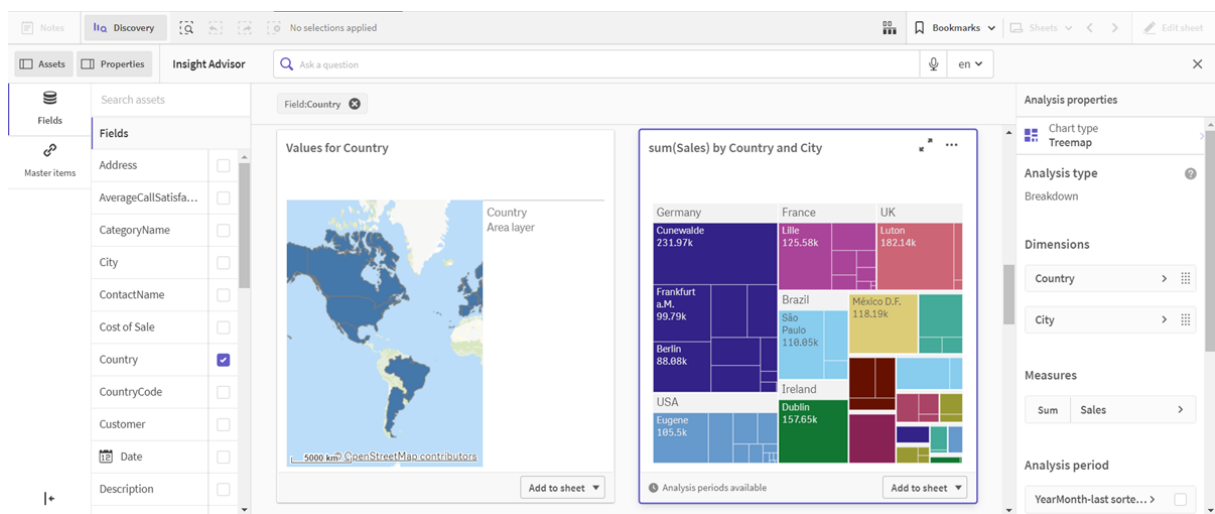 Notes
Discovery
No selections applied
Bookmarks
Sheets
Edit sheet
Assets
Properties
Insight Advisor
Ask a question
en
Fields
Master items
Search assets
Fields
Address
AverageCallSatisfa...
CategoryName
City
ContactName
Cost of Sale
Country
CountryCode
Customer
Date
Description
Field:Country
Values for Country
Country
Area layer
5000 km
© OpenStreetMap contributors
Add to sheet
sum(Sales) by Country and City
Germany
Cunewalde
231.97k
Frankfurt
a.M.
99.79k
Berlin
88.08k
USA
Eugene
105.5k
France
Lille
125.58k
UK
Luton
182.14k
Brazil
São
Paulo
110.05k
México D.F.
118.19k
Ireland
Dublin
157.65k
Analysis periods available
Add to sheet
Analysis properties
Chart type
Treemap
Analysis type
Breakdown
Dimensions
Country
City
Measures
Sum
Sales
Analysis period
YearMonth-last sorte...